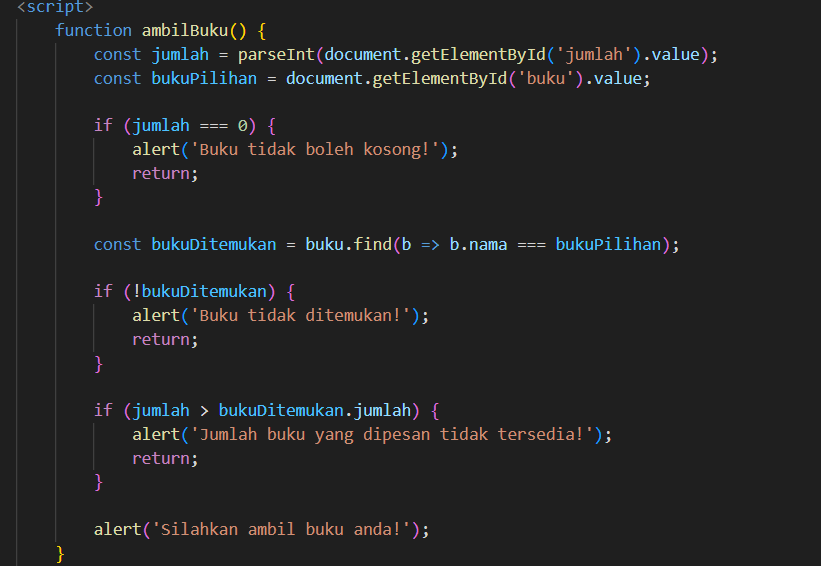 <script>
function ambilBuku() {
const jumlah = parseInt(document.getElementById('jumlah').value);
const bukuPilihan = document.getElementById('buku').value;
if (jumlah === 0) {
alert('Buku tidak boleh kosong!');
return;
}
const bukuDitemukan = buku.find(b => b.nama === bukuPilihan);
if (!bukuDitemukan) {
alert('Buku tidak ditemukan!');
return;
}
if (jumlah > bukuDitemukan.jumlah) {
alert('Jumlah buku yang dipesan tidak tersedia!');
return;
}
alert('Silahkan ambil buku anda!');
}